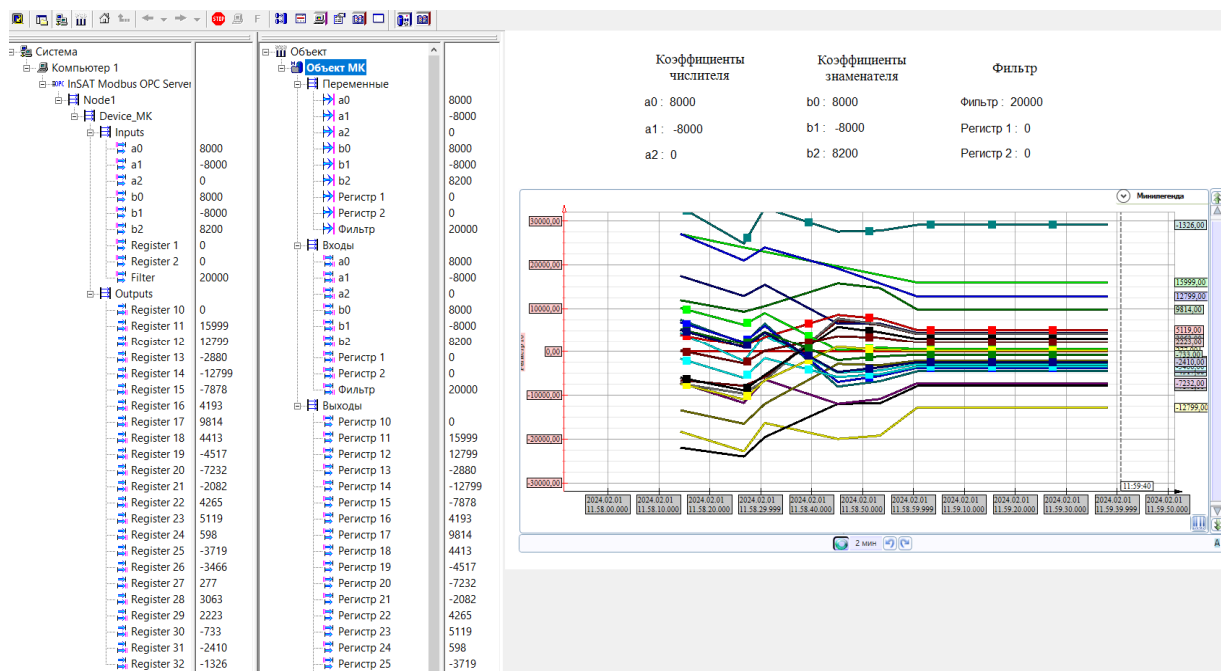 F
Система
Компьютер 1
InSAT Modbus OPC Server
Node1
Device_MK
Inputs
a0 8000
a1 -8000
a2 0
b0 8000
b1 -8000
b2 8200
Register 1 0
Register 2 0
Filter 20000
Outputs
Register 10 0
Register 11 15999
Register 12 12799
Register 13 -2880
Register 14 -12799
Register 15 -7878
Register 16 4193
Register 17 9814
Register 18 4413
Register 19 -4517
Register 20 -7232
Register 21 -2082
Register 22 4265
Register 23 5119
Register 24 598
Register 25 -3719
Register 26 -3466
Register 27 277
Register 28 3063
Register 29 2223
Register 30 -733
Register 31 -2410
Register 32 -1326
Объект
Объект МК
Переменные
a0 8000
a1 -8000
a2 0
b0 8000
b1 -8000
b2 8200
Регистр 1 0
Регистр 2 0
Фильтр 20000
Входы
a0 8000
a1 -8000
a2 0
b0 8000
b1 -8000
b2 8200
Регистр 1 0
Регистр 2 0
Фильтр 20000
Выходы
Регистр 10 0
Регистр 11 15999
Регистр 12 12799
Регистр 13 -2880
Регистр 14 -12799
Регистр 15 -7878
Регистр 16 4193
Регистр 17 9814
Регистр 18 4413
Регистр 19 -4517
Регистр 20 -7232
Регистр 21 -2082
Регистр 22 4265
Регистр 23 5119
Регистр 24 598
Регистр 25 -3719
Коэффициенты
числителя
a0 : 8000
a1 : -8000
a2 : 0
Коэффициенты
знаменателя
b0 : 8000
b1 : -8000
b2 : 8200
Фильтр
Фильтр : 20000
Регистр 1 : 0
Регистр 2 : 0
Минилегенда
30000,00
20000,00
10000,00
0,00
-10000,00
-20000,00
-30000,00
-1326,00
15999,00
12799,00
9814,00
5119,00
2223,00
-733,00
-2410,00
-7232,00
-12799,00
11:59:40
2024.02.01 2024.02.01 2024.02.01 2024.02.01 2024.02.01 2024.02.01 2024.02.01 2024.02.01 2024.02.01 2024.02.01 2024.02.01 2024.02.01
11.58.00.000 11.58.10.000 11.58.20.000 11.58.29.999 11.58.40.000 11.58.50.000 11.58.59.999 11.59.10.000 11.59.20.000 11.59.30.000 11.59.39.999 11.59.50.000
2 мин
A